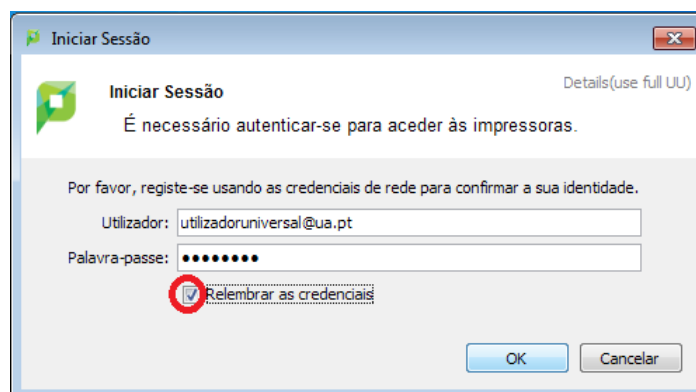 Iniciar Sessão
Iniciar Sessão
Details(use full UU)
É necessário autenticar-se para aceder às impressoras.
Por favor, registe-se usando as credenciais de rede para confirmar a sua identidade.
Utilizador: utilizadoruniversal@ua.pt
Palavra-passe: ●●●●●●●●
Relembrar as credenciais
OK
Cancelar